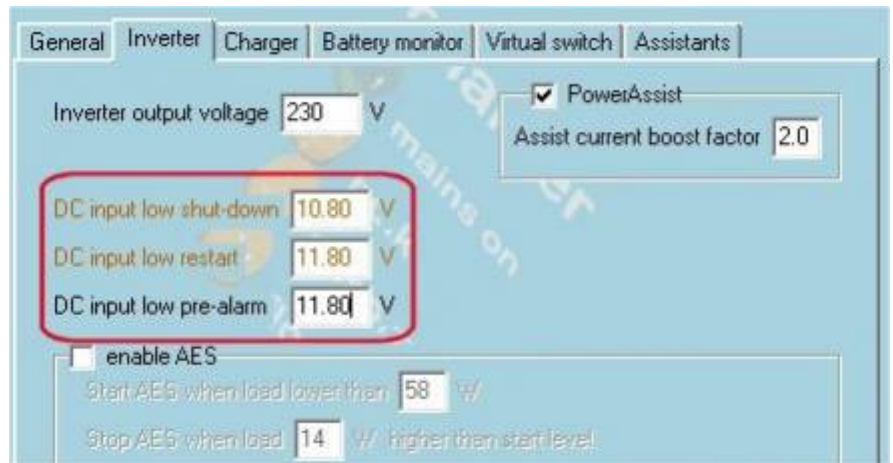 General Inverter Charger Battery monitor Virtual switch Assistants
Inverter output voltage 230 V
PowerAssist
Assist current boost factor 2.0
DC input low shut-down 10.80 V
DC input low restart 11.80 V
DC input low pre-alarm 11.80 V
enable AES
Start AES when load lower than 58 W
Stop AES when load 14 W higher than start level
mains on